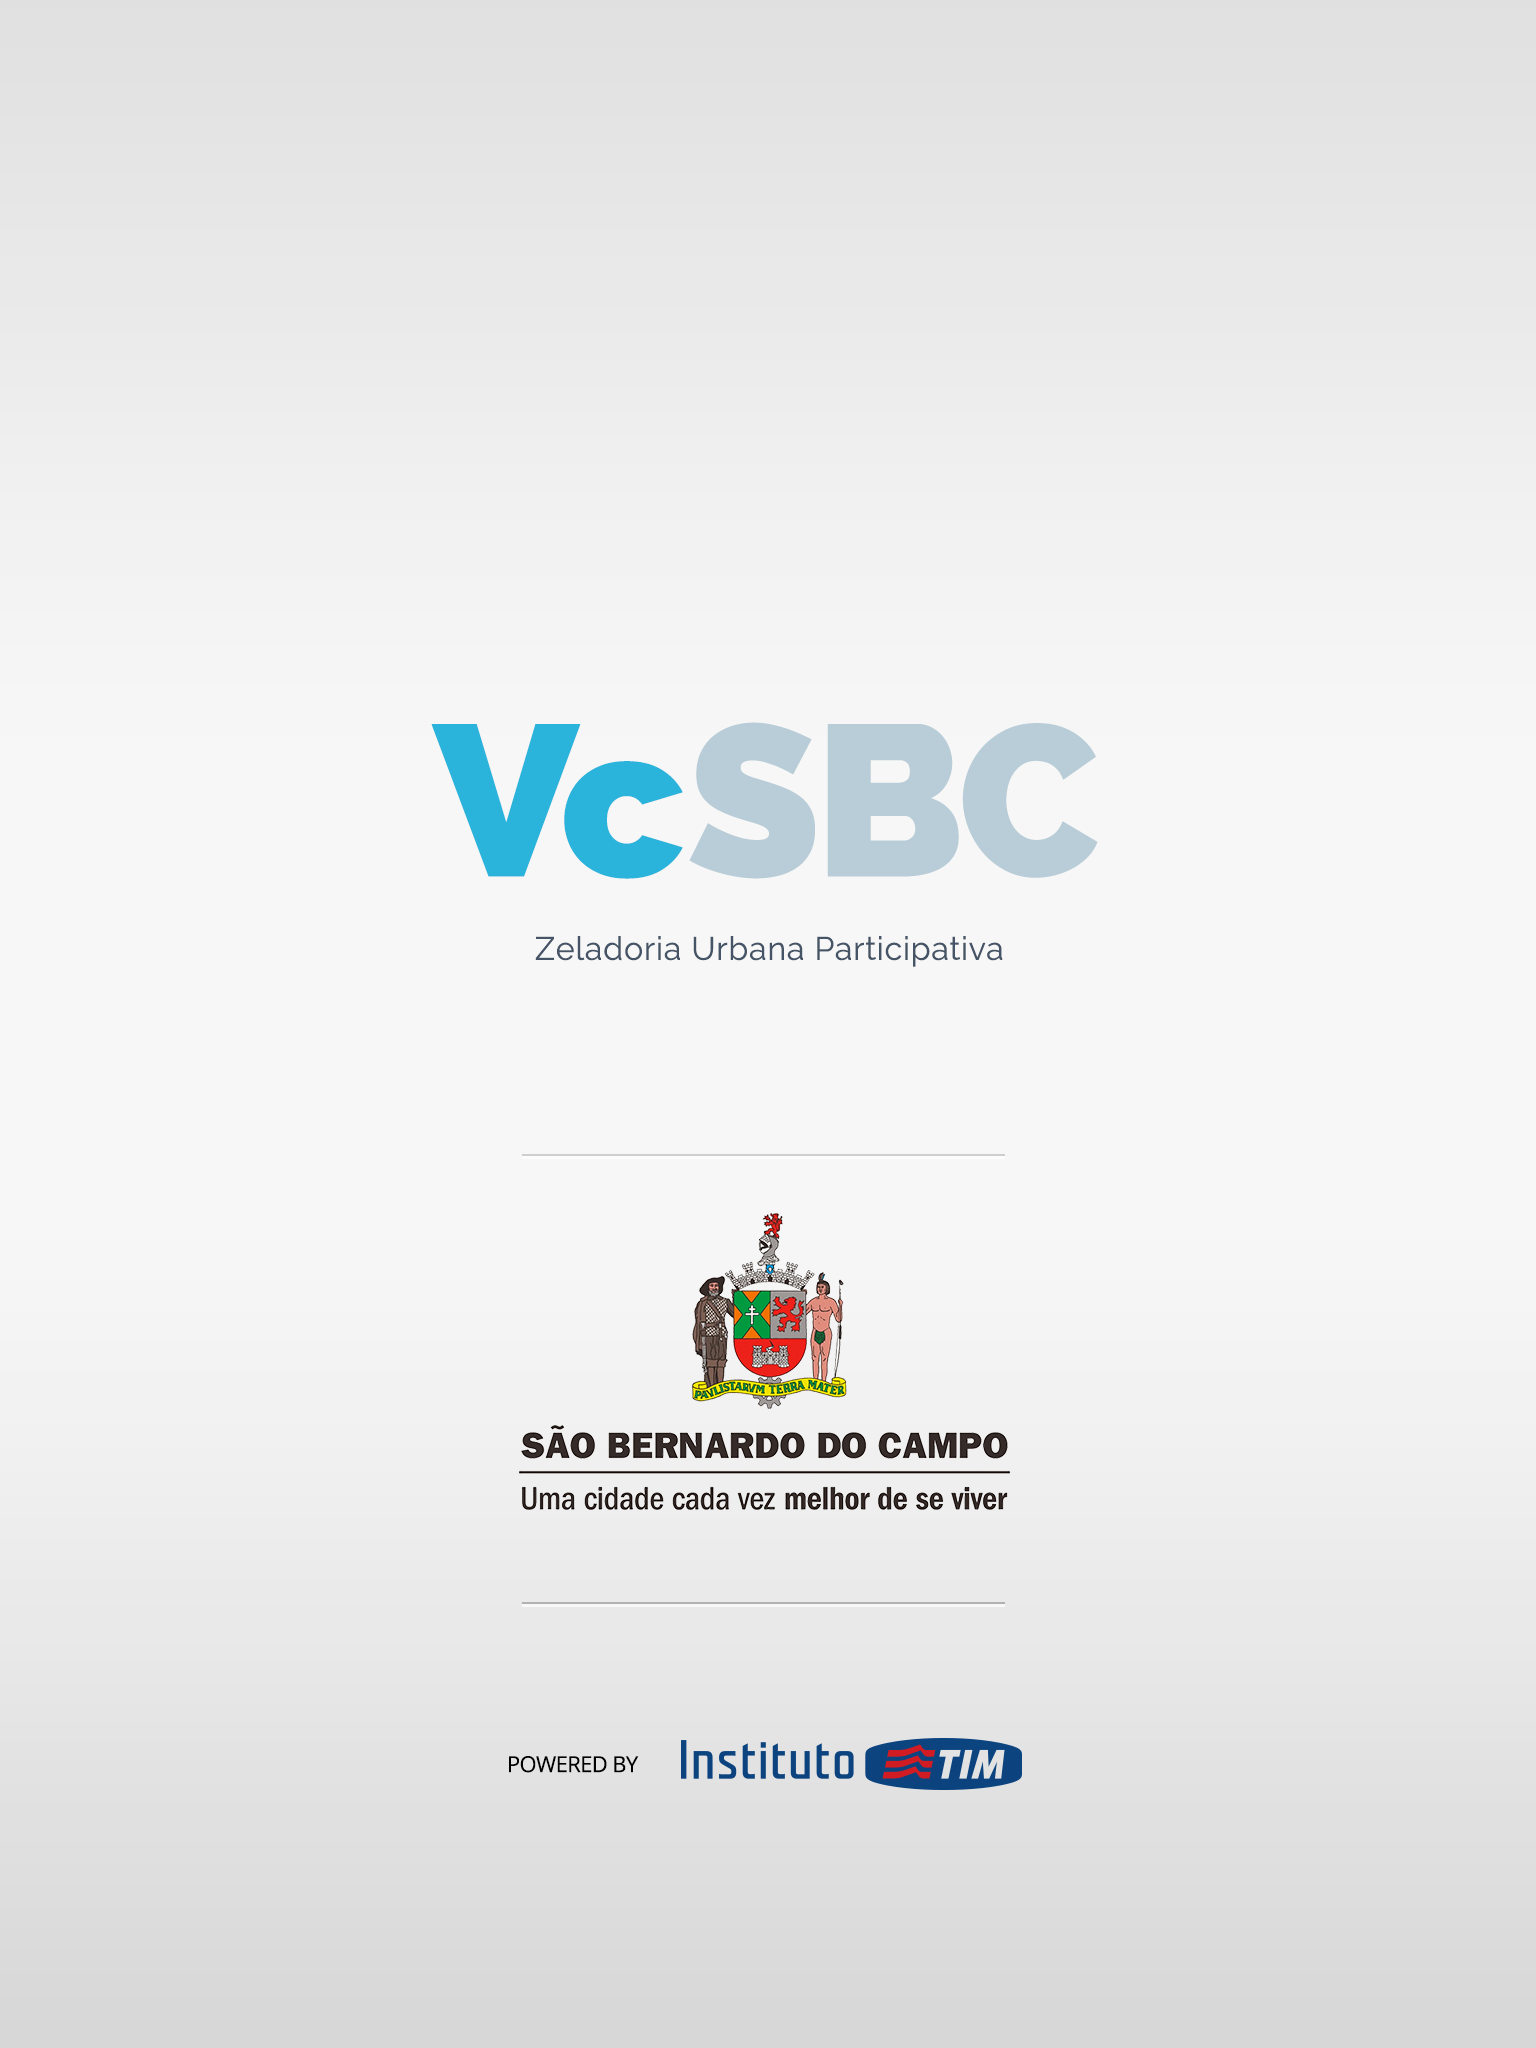 VcSBC
Zeladoria Urbana Participativa
PAVLISTARVM TERRA MATER
SÃO BERNARDO DO CAMPO
Uma cidade cada vez melhor de se viver
POWERED BY Instituto TIM